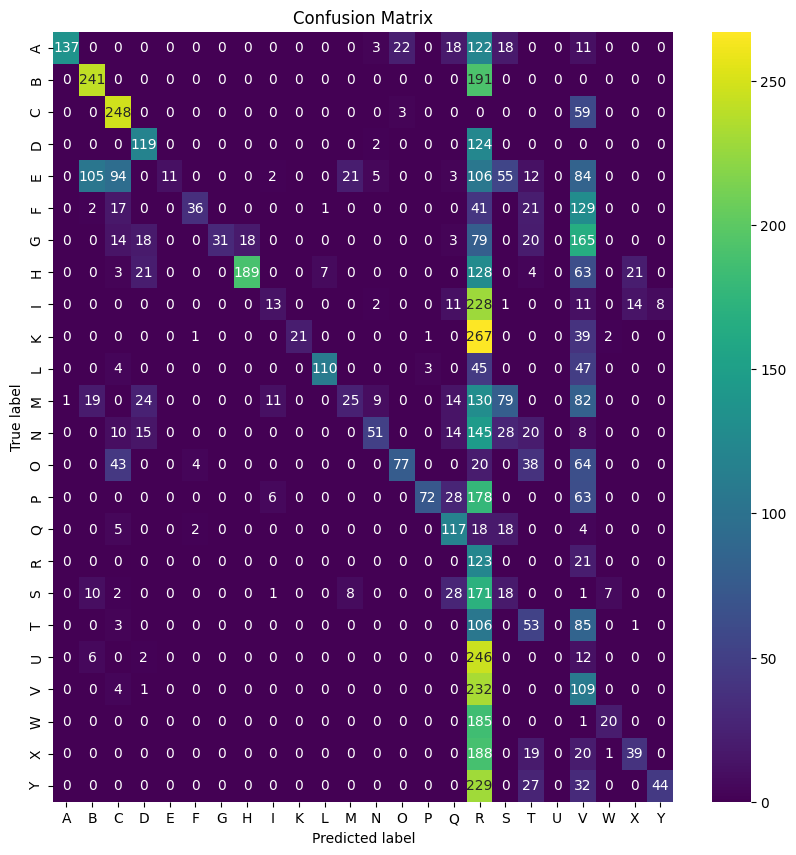 Confusion Matrix
A 137 0 0 0 0 0 0 0 0 0 0 0 3 22 0 18 122 18 0 0 11 0 0 0
B 0 241 0 0 0 0 0 0 0 0 0 0 0 0 0 0 191 0 0 0 0 0 0 0
C 0 0 248 0 0 0 0 0 0 0 0 0 0 3 0 0 0 0 0 0 59 0 0 0
D 0 0 0 119 0 0 0 0 0 0 0 0 2 0 0 0 124 0 0 0 0 0 0 0
E 0 105 94 0 11 0 0 0 2 0 0 21 5 0 0 3 106 55 12 0 84 0 0 0
F 0 2 17 0 0 36 0 0 0 0 1 0 0 0 0 0 41 0 21 0 129 0 0 0
G 0 0 14 18 0 0 31 18 0 0 0 0 0 0 0 3 79 0 20 0 165 0 0 0
H 0 0 3 21 0 0 0 189 0 0 7 0 0 0 0 0 128 0 4 0 63 0 21 0
I 0 0 0 0 0 0 0 0 13 0 0 0 2 0 0 11 228 1 0 0 11 0 14 8
K 0 0 0 0 0 1 0 0 0 21 0 0 0 0 1 0 267 0 0 0 39 2 0 0
L 0 0 4 0 0 0 0 0 0 0 110 0 0 0 3 0 45 0 0 0 47 0 0 0
M 1 19 0 24 0 0 0 0 11 0 0 25 9 0 0 14 130 79 0 0 82 0 0 0
N 0 0 10 15 0 0 0 0 0 0 0 0 51 0 0 14 145 28 20 0 8 0 0 0
O 0 0 43 0 0 4 0 0 0 0 0 0 0 77 0 0 20 0 38 0 64 0 0 0
P 0 0 0 0 0 0 0 0 6 0 0 0 0 0 72 28 178 0 0 0 63 0 0 0
Q 0 0 5 0 0 2 0 0 0 0 0 0 0 0 0 117 18 18 0 0 4 0 0 0
R 0 0 0 0 0 0 0 0 0 0 0 0 0 0 0 0 123 0 0 0 21 0 0 0
S 0 10 2 0 0 0 0 0 1 0 0 8 0 0 0 28 171 18 0 0 1 7 0 0
T 0 0 3 0 0 0 0 0 0 0 0 0 0 0 0 0 106 0 53 0 85 0 1 0
U 0 6 0 2 0 0 0 0 0 0 0 0 0 0 0 0 246 0 0 0 12 0 0 0
V 0 0 4 1 0 0 0 0 0 0 0 0 0 0 0 0 232 0 0 0 109 0 0 0
W 0 0 0 0 0 0 0 0 0 0 0 0 0 0 0 0 185 0 0 0 1 20 0 0
X 0 0 0 0 0 0 0 0 0 0 0 0 0 0 0 0 188 0 19 0 20 1 39 0
Y 0 0 0 0 0 0 0 0 0 0 0 0 0 0 0 0 229 0 27 0 32 0 0 44
A B C D E F G H I K L M N O P Q R S T U V W X Y
Predicted label
True label
250
200
150
100
50
0